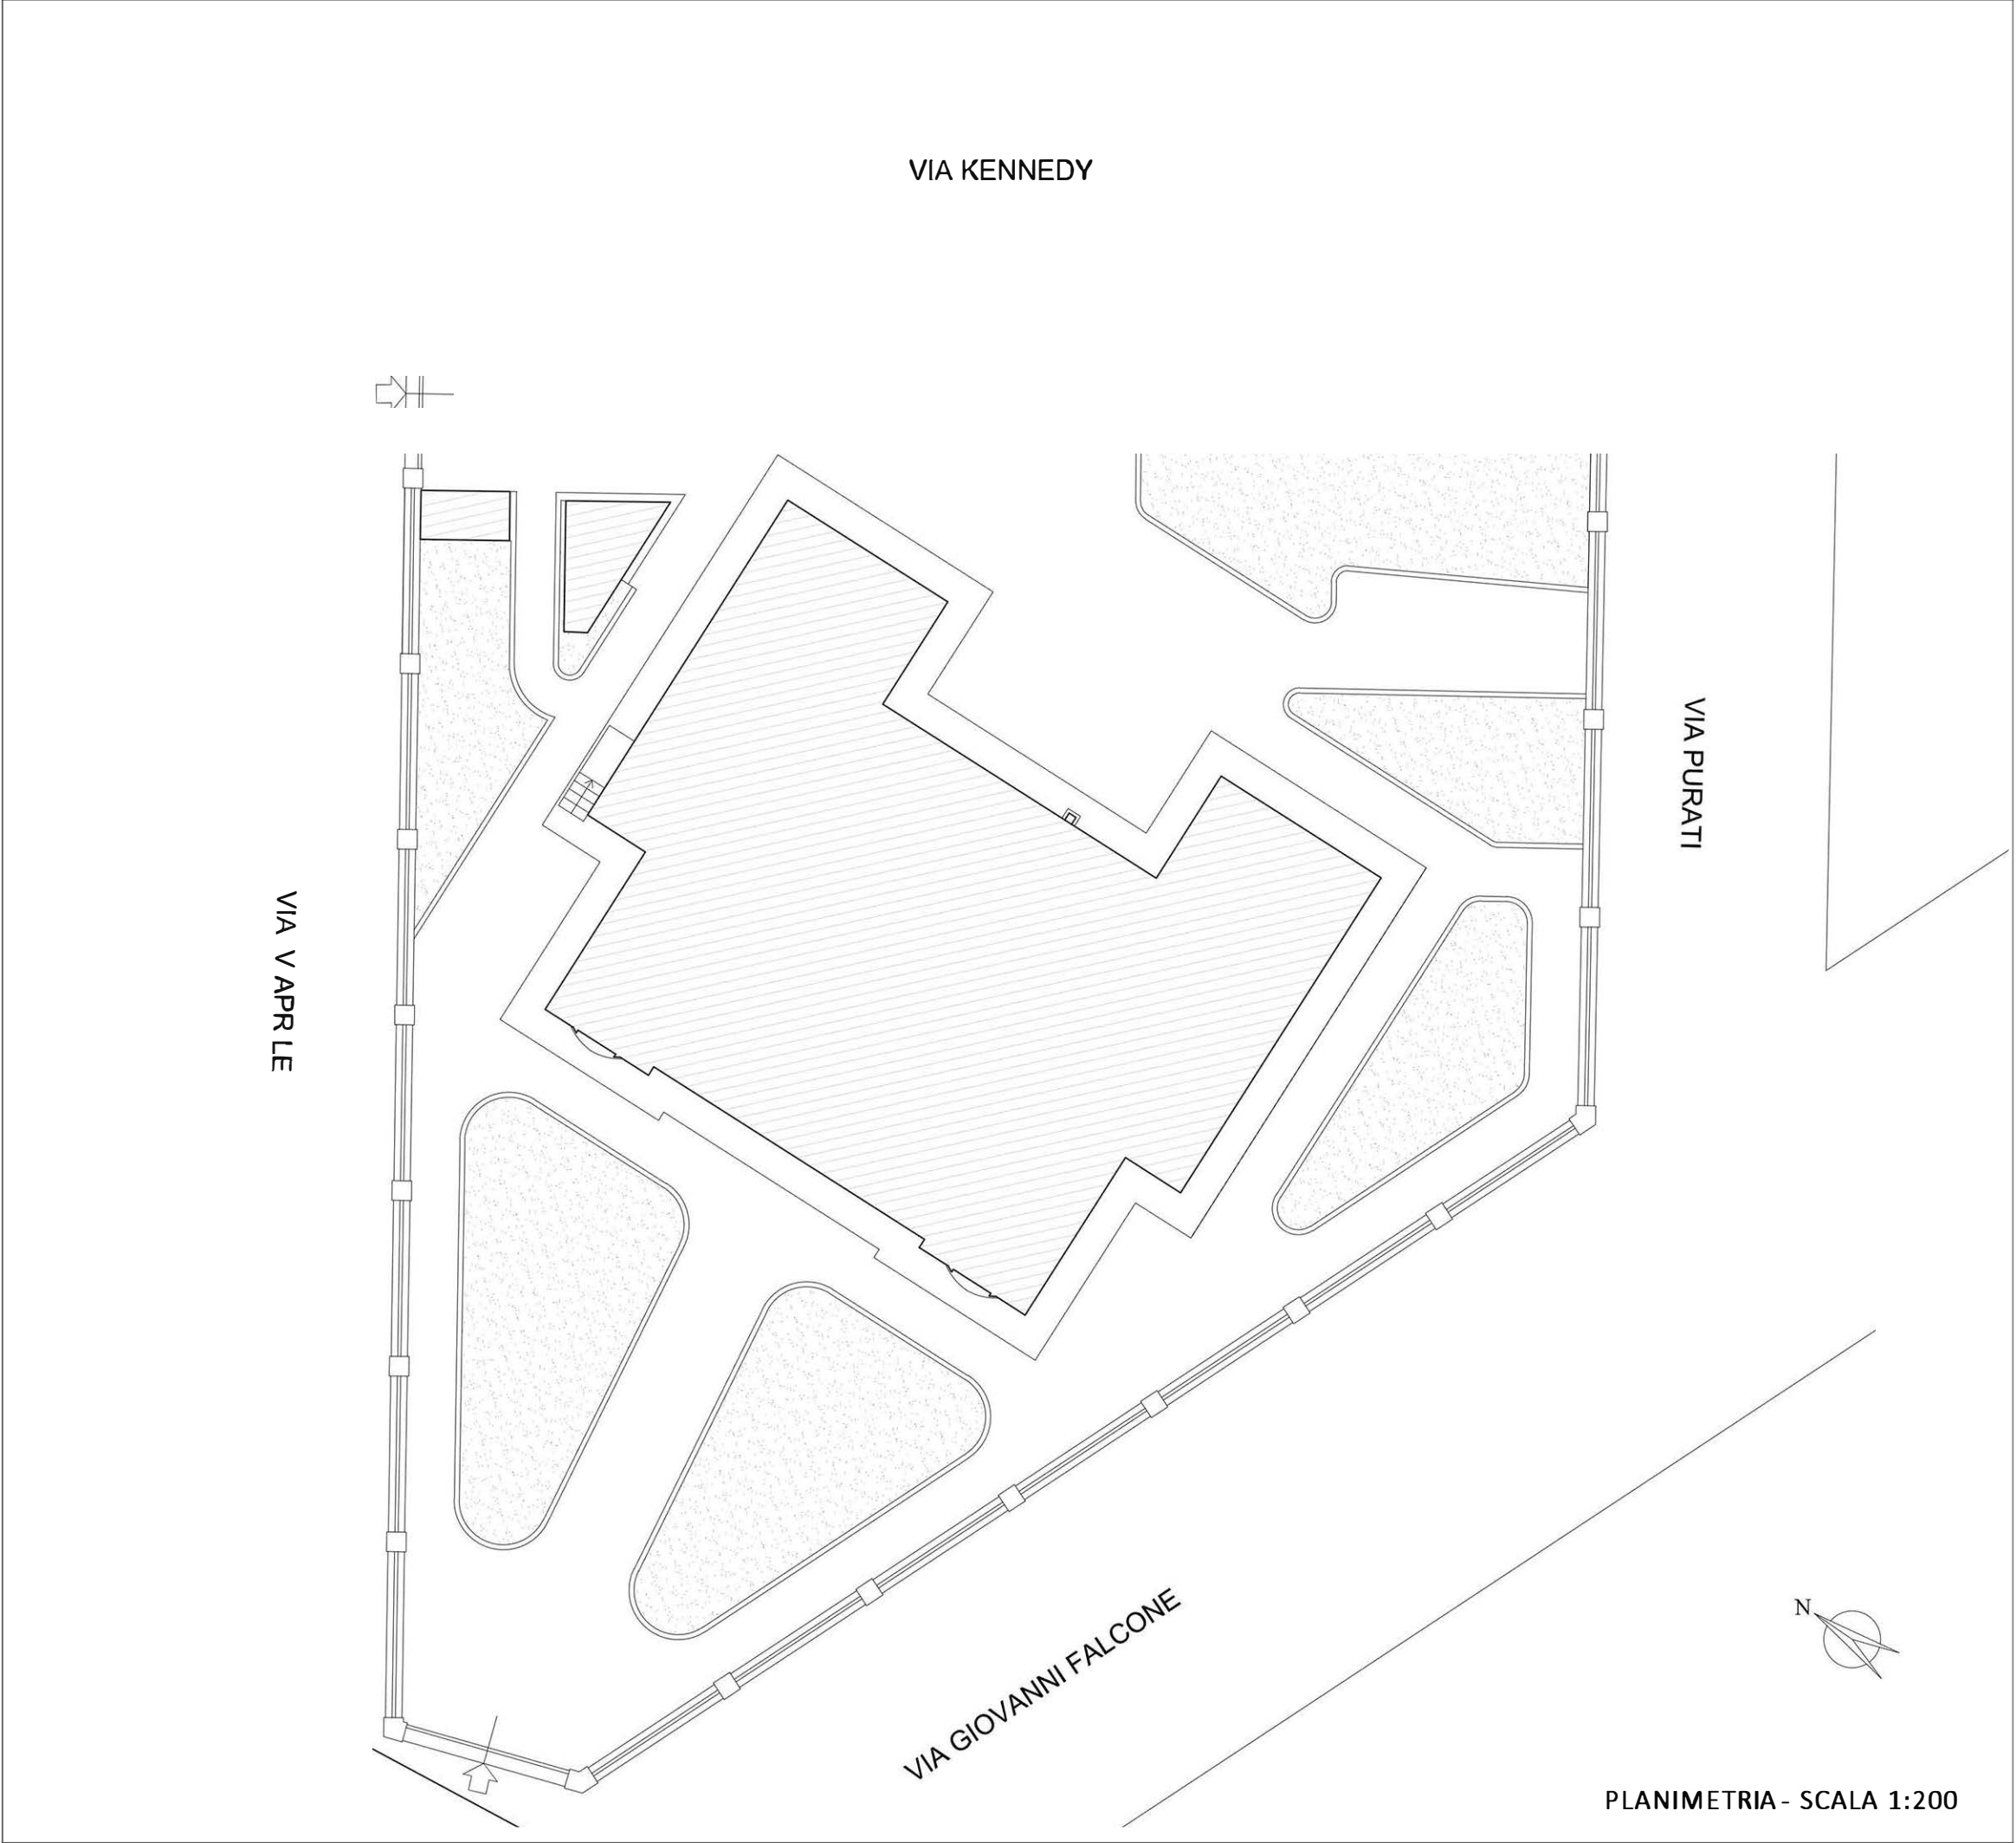 VIA KENNEDY
VIA PURATI
VIA V APR LE
VIA GIOVANNI FALCONE
N
PLANIMETRIA - SCALA 1:200